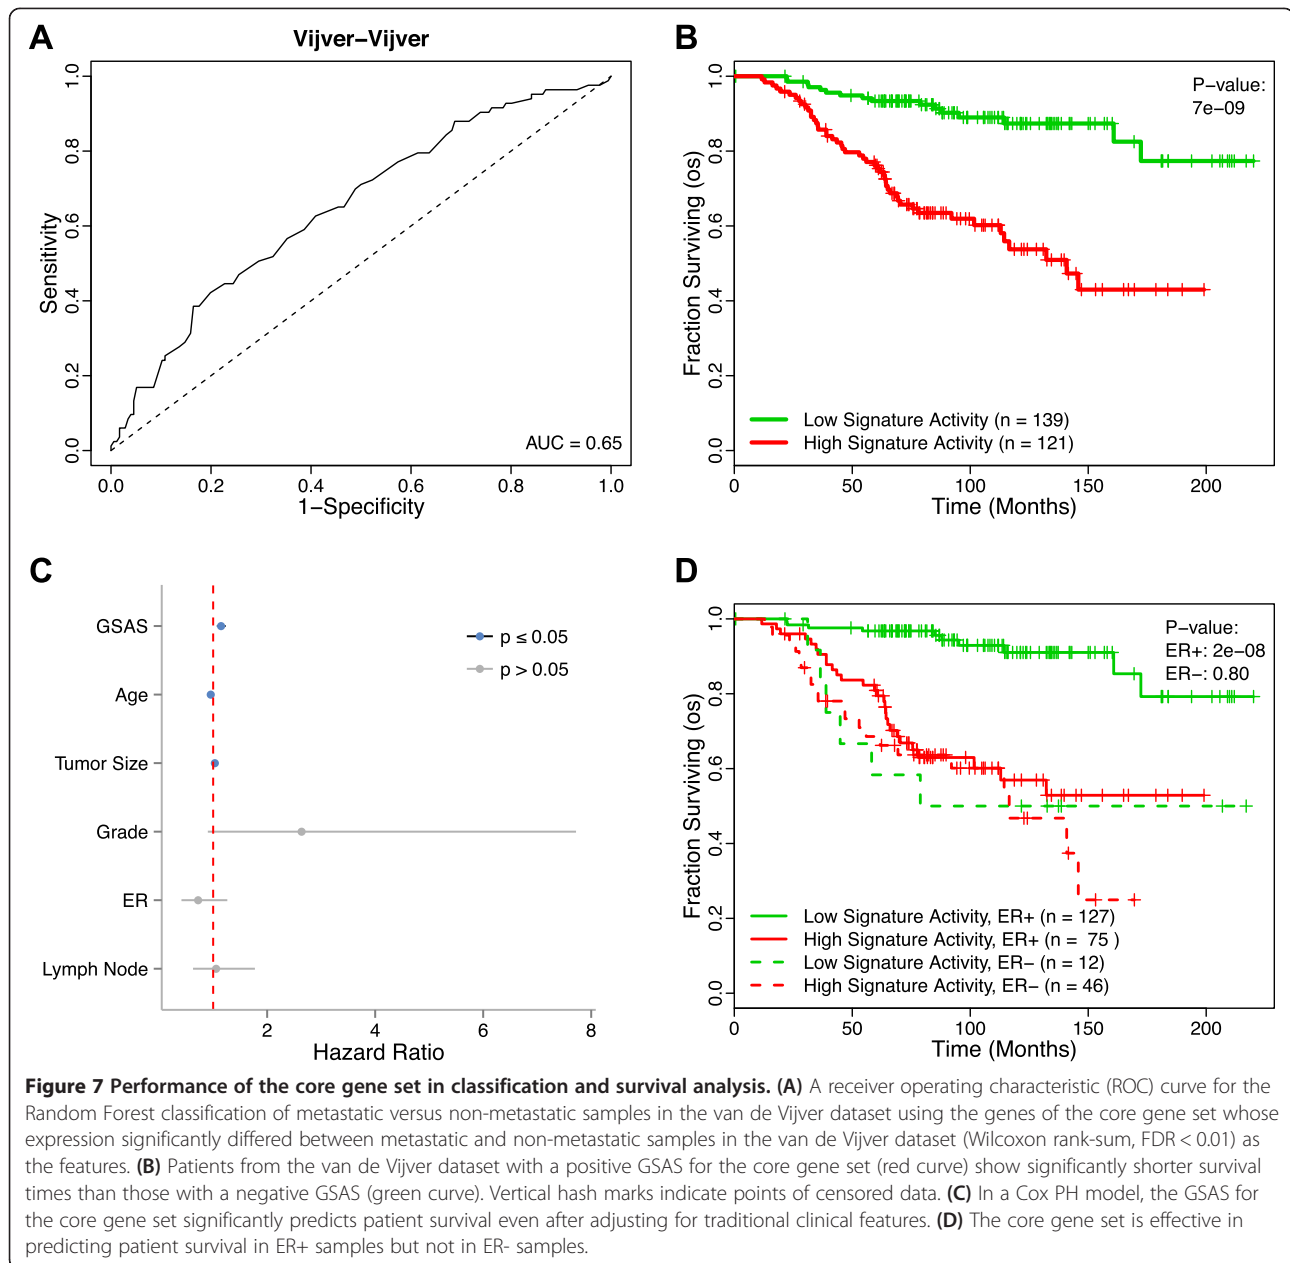 A
Vijver−Vijver
Sensitivity
1.0
0.8
0.6
0.4
0.2
0.0
AUC = 0.65
0.0 0.2 0.4 0.6 0.8 1.0
1−Specificity
B
Fraction Surviving (os)
1.0
0.8
0.6
0.4
0.2
0.0
P−value:
7e−09
Low Signature Activity (n = 139)
High Signature Activity (n = 121)
0 50 100 150 200
Time (Months)
C
GSAS
Age
Tumor Size
Grade
ER
Lymph Node
p ≤ 0.05
p > 0.05
2 4 6 8
Hazard Ratio
D
Fraction Surviving (os)
1.0
0.8
0.6
0.4
0.2
0.0
P−value:
ER+: 2e−08
ER−: 0.80
Low Signature Activity, ER+ (n = 127)
High Signature Activity, ER+ (n = 75 )
Low Signature Activity, ER− (n = 12)
High Signature Activity, ER− (n = 46)
0 50 100 150 200
Time (Months)
Figure 7 Performance of the core gene set in classification and survival analysis. (A) A receiver operating characteristic (ROC) curve for the
Random Forest classification of metastatic versus non-metastatic samples in the van de Vijver dataset using the genes of the core gene set whose
expression significantly differed between metastatic and non-metastatic samples in the van de Vijver dataset (Wilcoxon rank-sum, FDR < 0.01) as
the features. (B) Patients from the van de Vijver dataset with a positive GSAS for the core gene set (red curve) show significantly shorter survival
times than those with a negative GSAS (green curve). Vertical hash marks indicate points of censored data. (C) In a Cox PH model, the GSAS for
the core gene set significantly predicts patient survival even after adjusting for traditional clinical features. (D) The core gene set is effective in
predicting patient survival in ER+ samples but not in ER- samples.